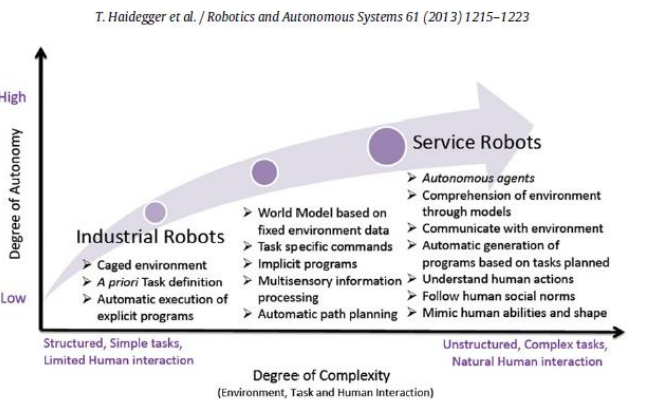 T. Haidegger et al. / Robotics and Autonomous Systems 61 (2013) 1215–1223
High
Degree of Autonomy
Low
Industrial Robots
➢ Caged environment
➢ A priori Task definition
➢ Automatic execution of
explicit programs
➢ World Model based on
fixed environment data
➢ Task specific commands
➢ Implicit programs
➢ Multisensory information
processing
➢ Automatic path planning
Service Robots
➢ Autonomous agents
➢ Comprehension of environment
through models
➢ Communicate with environment
➢ Automatic generation of
programs based on tasks planned
➢ Understand human actions
➢ Follow human social norms
➢ Mimic human abilities and shape
Structured, Simple tasks,
Limited Human interaction
Unstructured, Complex tasks,
Natural Human interaction
Degree of Complexity
(Environment, Task and Human Interaction)